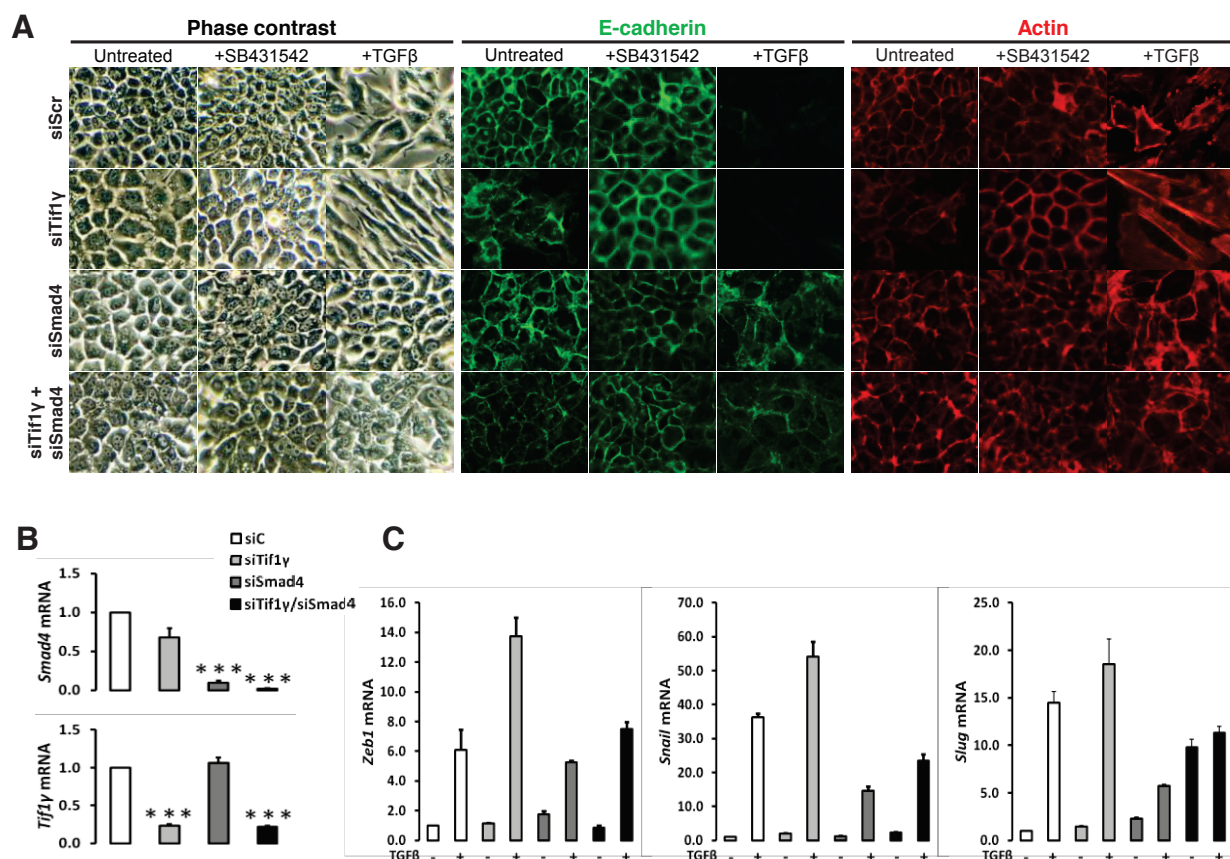 A
Phase contrast E-cadherin Actin
Untreated +SB431542 +TGFβ Untreated +SB431542 +TGFβ Untreated +SB431542 +TGFβ
siScr
siTif1γ
siSmad4
siTif1γ +
siSmad4
B
siC
siTif1γ
siSmad4
siTif1γ/siSmad4
Smad4 mRNA
1.5
1.0
0.5
0.0
***
***
Tif1γ mRNA
1.5
1.0
0.5
0.0
***
***
C
Zeb1 mRNA
16.0
14.0
12.0
10.0
8.0
6.0
4.0
2.0
0.0
TGFβ - + - + - + - +
Snail mRNA
70.0
60.0
50.0
40.0
30.0
20.0
10.0
0.0
- + - + - + - +
Slug mRNA
25.0
20.0
15.0
10.0
5.0
0.0
TGFβ - + - + - + - +